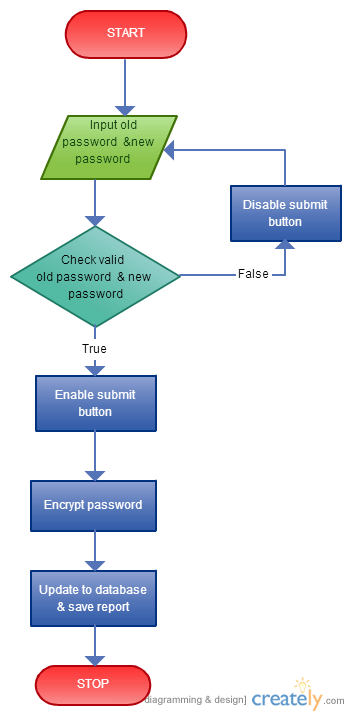 START
Input old
password &new
password
Disable submit
button
Check valid
old password & new
password
False
True
Enable submit
button
Encrypt password
Update to database
& save report
STOP
diagramming & design]
creately
.com